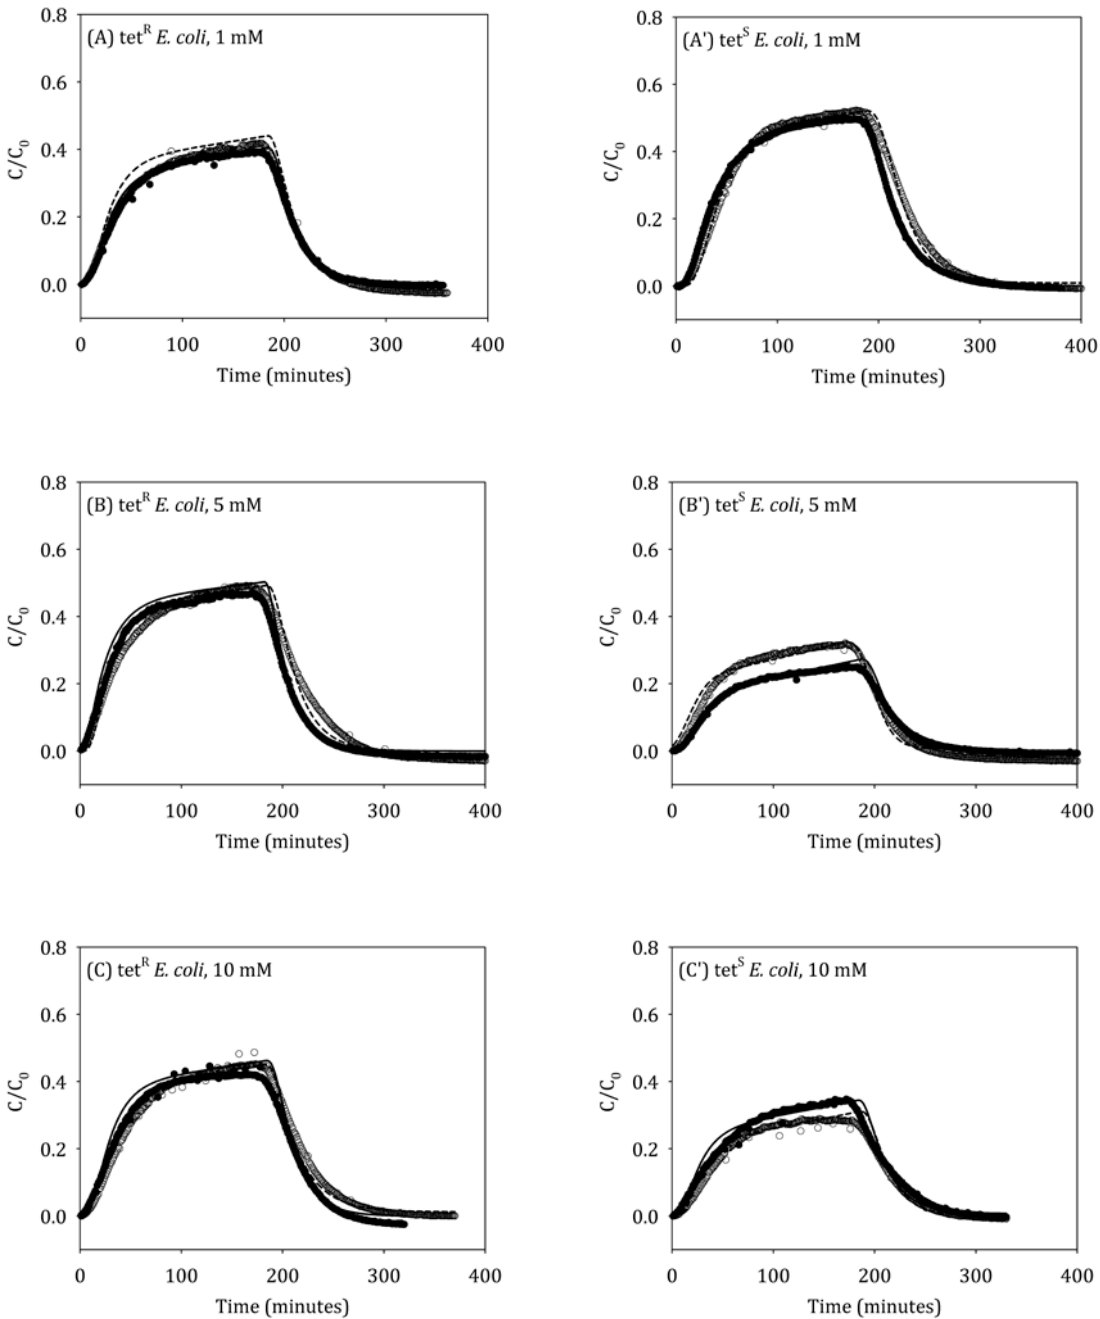 (A) tet^R E. coli, 1 mM
C/C₀
0.8
0.6
0.4
0.2
0.0
0 100 200 300 400
Time (minutes)
(A') tet^S E. coli, 1 mM
C/C₀
0.8
0.6
0.4
0.2
0.0
0 100 200 300 400
Time (minutes)
(B) tet^R E. coli, 5 mM
C/C₀
0.8
0.6
0.4
0.2
0.0
0 100 200 300 400
Time (minutes)
(B') tet^S E. coli, 5 mM
C/C₀
0.8
0.6
0.4
0.2
0.0
0 100 200 300 400
Time (minutes)
(C) tet^R E. coli, 10 mM
C/C₀
0.8
0.6
0.4
0.2
0.0
0 100 200 300 400
Time (minutes)
(C') tet^S E. coli, 10 mM
C/C₀
0.8
0.6
0.4
0.2
0.0
0 100 200 300 400
Time (minutes)